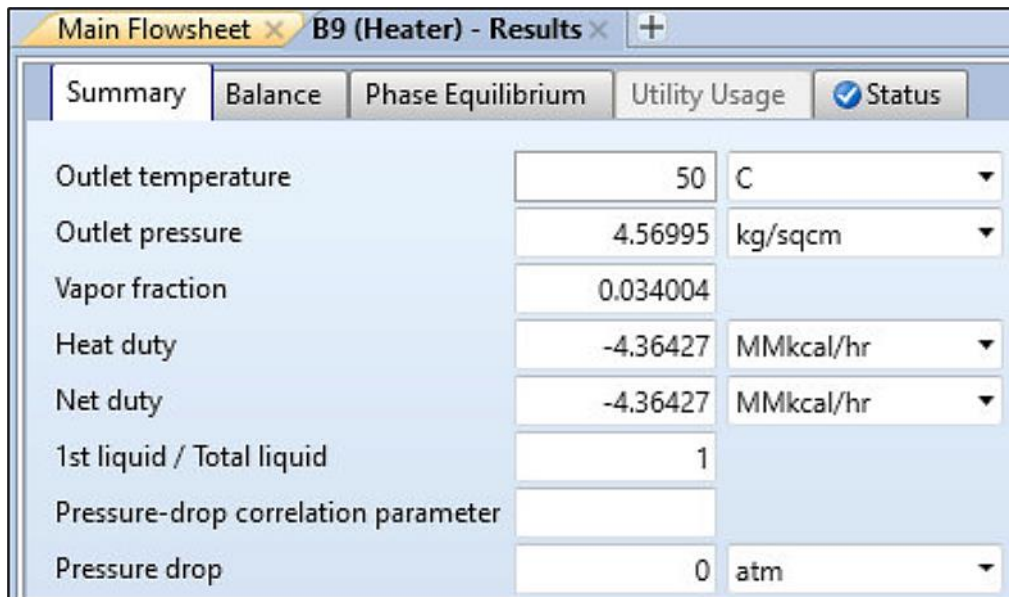 Main Flowsheet × B9 (Heater) - Results × +
Summary Balance Phase Equilibrium Utility Usage Status
Outlet temperature 50 C
Outlet pressure 4.56995 kg/sqcm
Vapor fraction 0.034004
Heat duty -4.36427 MMkcal/hr
Net duty -4.36427 MMkcal/hr
1st liquid / Total liquid 1
Pressure-drop correlation parameter
Pressure drop 0 atm